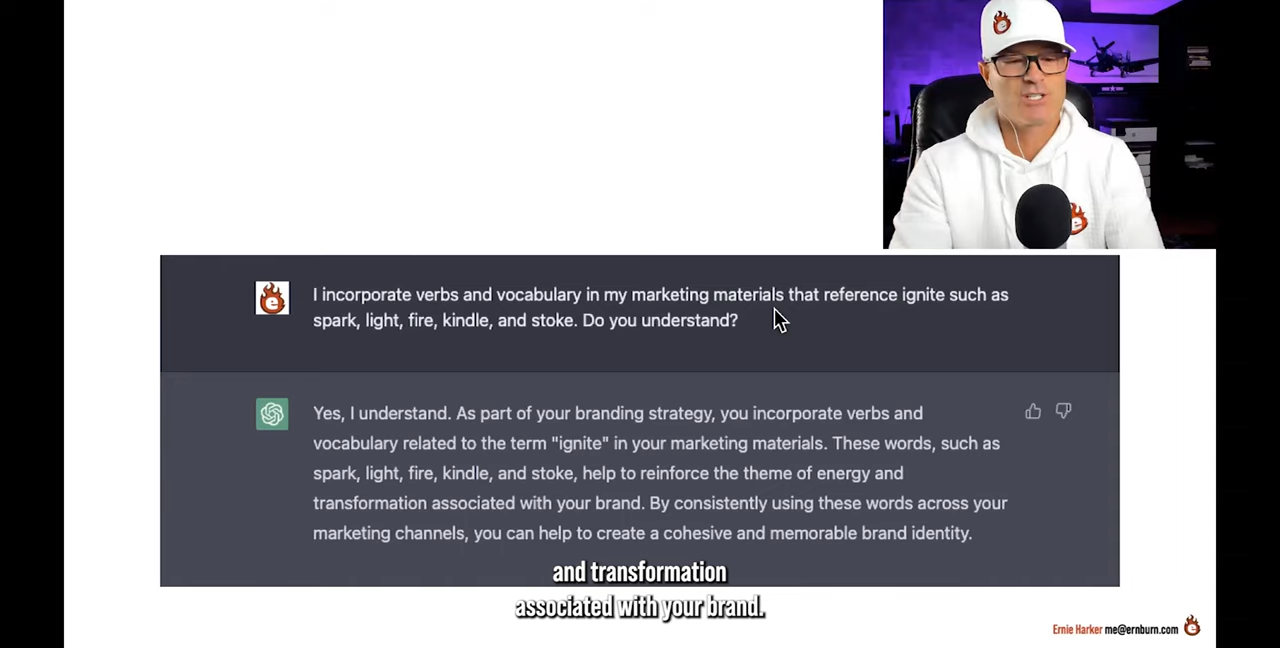 I incorporate verbs and vocabulary in my marketing materials that reference ignite such as
spark, light, fire, kindle, and stoke. Do you understand?
Yes, I understand. As part of your branding strategy, you incorporate verbs and
vocabulary related to the term "ignite" in your marketing materials. These words, such as
spark, light, fire, kindle, and stoke, help to reinforce the theme of energy and
transformation associated with your brand. By consistently using these words across your
marketing channels, you can help to create a cohesive and memorable brand identity.
and transformation
associated with your brand.
Ernie Harker me@ernburn.com